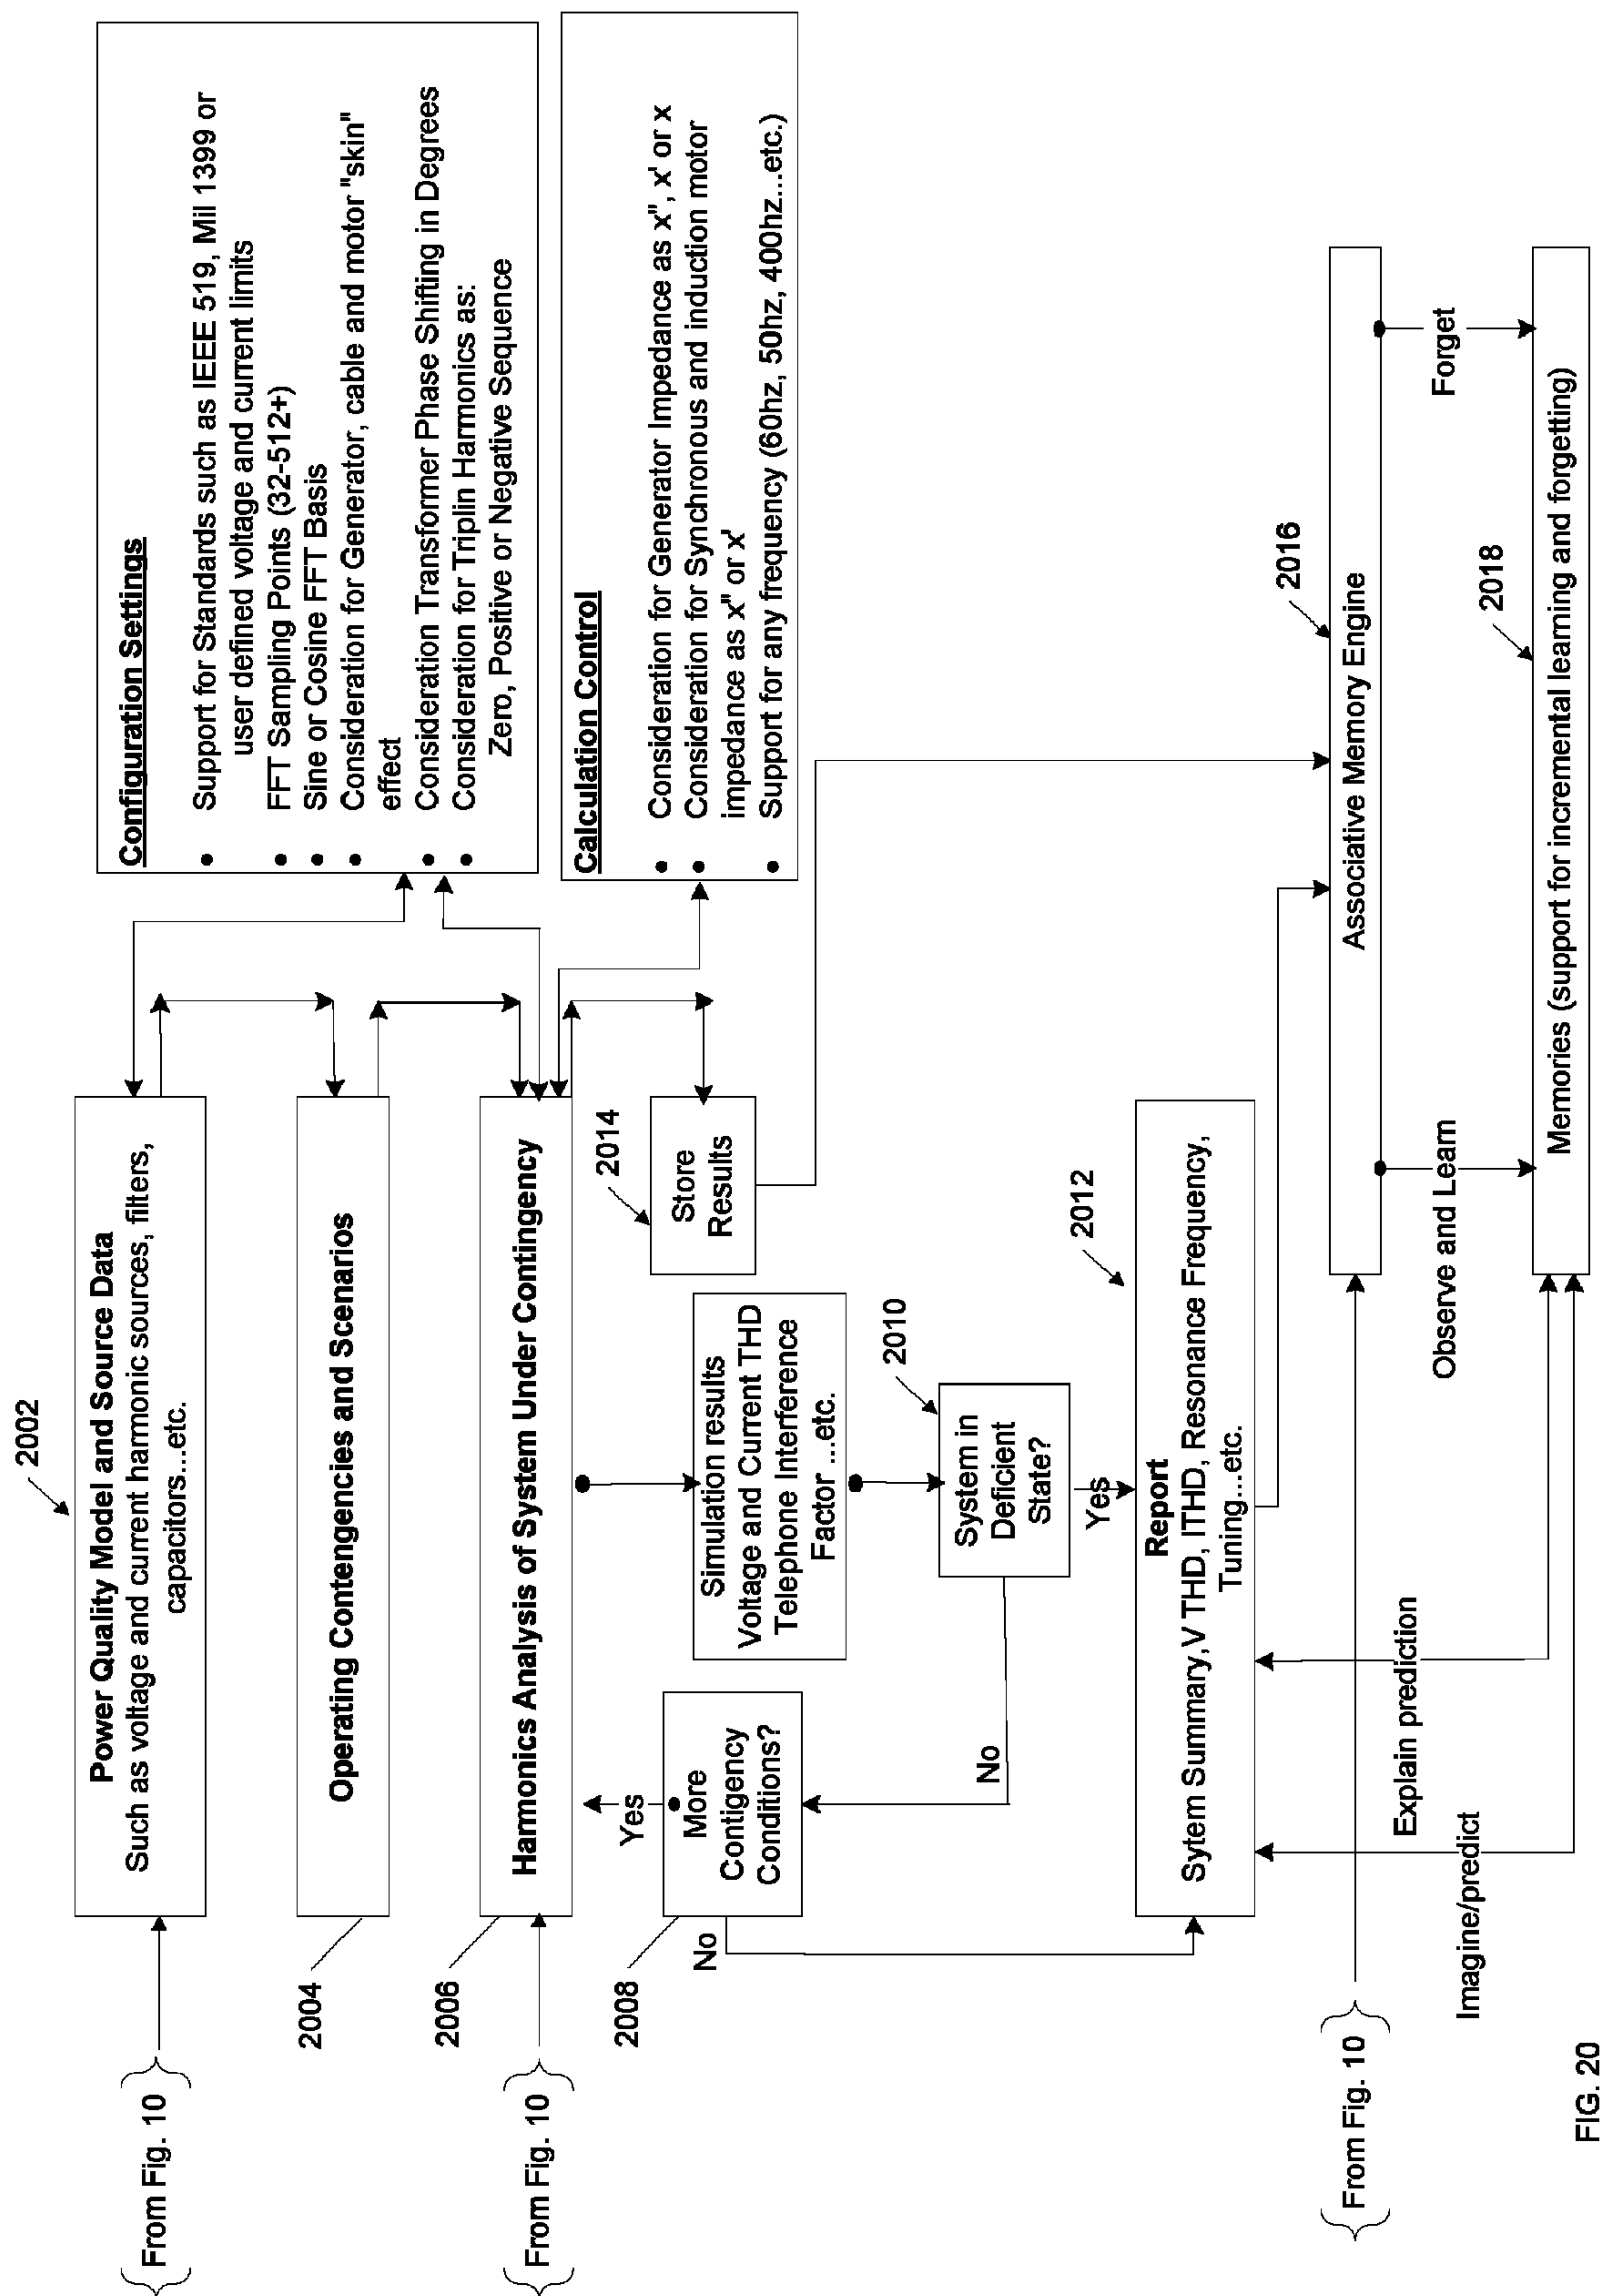 2002
From Fig. 10
Power Quality Model and Source Data
Such as voltage and current harmonic sources, filters,
capacitors...etc.
Configuration Settings
• Support for Standards such as IEEE 519, Mil 1399 or
user defined voltage and current limits
• FFT Sampling Points (32-512+)
• Sine or Cosine FFT Basis
• Consideration for Generator, cable and motor "skin"
effect
• Consideration Transformer Phase Shifting in Degrees
• Consideration for Triplin Harmonics as:
Zero, Positive or Negative Sequence
2004
Operating Contengencies and Scenarios
2006
From Fig. 10
Harmonics Analysis of System Under Contingency
Calculation Control
• Consideration for Generator Impedance as x", x' or x
• Consideration for Synchronous and induction motor
impedance as x" or x'
• Support for any frequency (60hz, 50hz, 400hz...etc.)
2014
Store
Results
2008
Yes
More
Contigency
Conditions?
No
Simulation results
Voltage and Current THD
Telephone Interference
Factor ...etc.
2010
System in
Deficient
State?
No
Yes
2012
Report
Sytem Summary,V THD, ITHD, Resonance Frequency,
Tuning...etc.
2016
From Fig. 10
Associative Memory Engine
Explain prediction
Imagine/predict
Observe and Learn
Forget
2018
Memories (support for incremental learning and forgetting)
FIG. 20